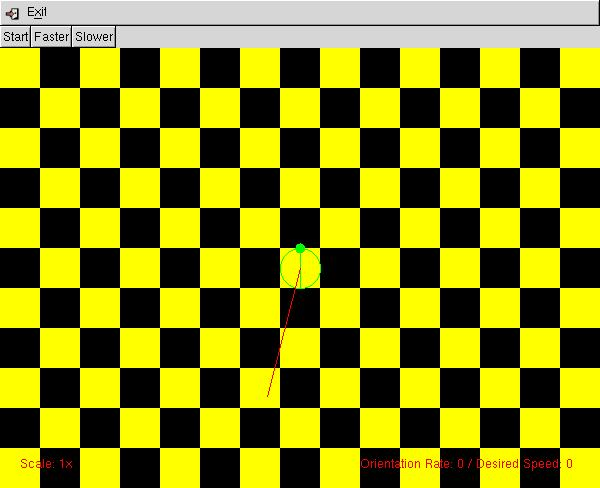 Exit
Start Faster Slower
Scale: 1x Orientation Rate: 0 / Desired Speed: 0